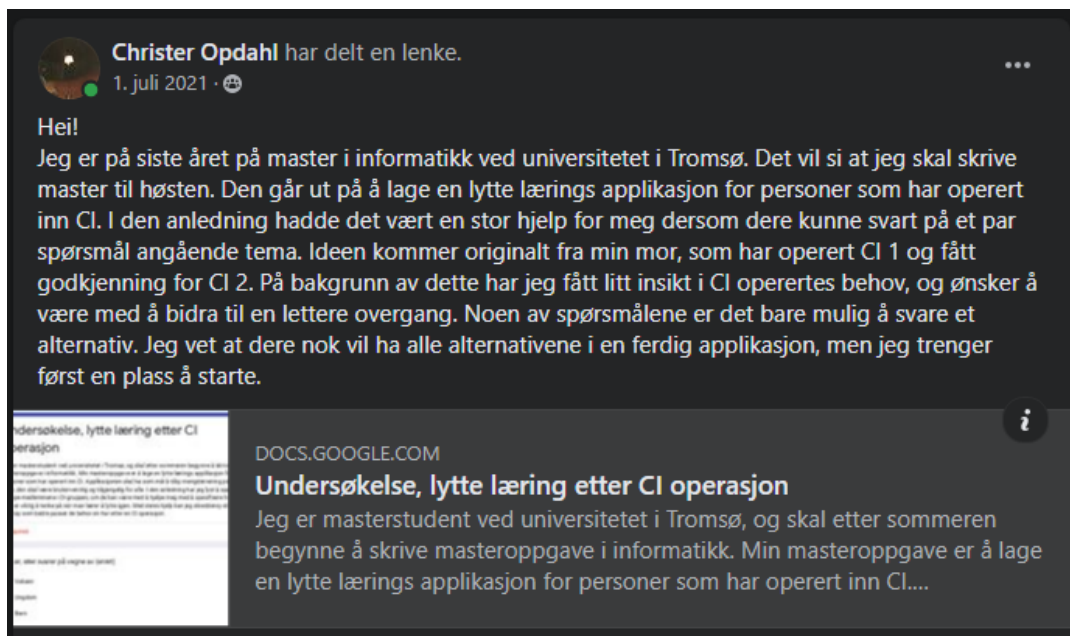 Christer Opdahl har delt en lenke.
1. juli 2021 ·
Hei!
Jeg er på siste året på master i informatikk ved universitetet i Tromsø. Det vil si at jeg skal skrive
master til høsten. Den går ut på å lage en lytte lærings applikasjon for personer som har operert
inn CI. I den anledning hadde det vært en stor hjelp for meg dersom dere kunne svart på et par
spørsmål angående tema. Ideen kommer originalt fra min mor, som har operert CI 1 og fått
godkjenning for CI 2. På bakgrunn av dette har jeg fått litt insikt i CI operertes behov, og ønsker å
være med å bidra til en lettere overgang. Noen av spørsmålene er det bare mulig å svare et
alternativ. Jeg vet at dere nok vil ha alle alternativene i en ferdig applikasjon, men jeg trenger
først en plass å starte.
ndersøkelse, lytte læring etter CI
perasjon
DOCS.GOOGLE.COM
Undersøkelse, lytte læring etter CI operasjon
Jeg er masterstudent ved universitetet i Tromsø, og skal etter sommeren
begynne å skrive masteroppgave i informatikk. Min masteroppgave er å lage
en lytte lærings applikasjon for personer som har operert inn CI....